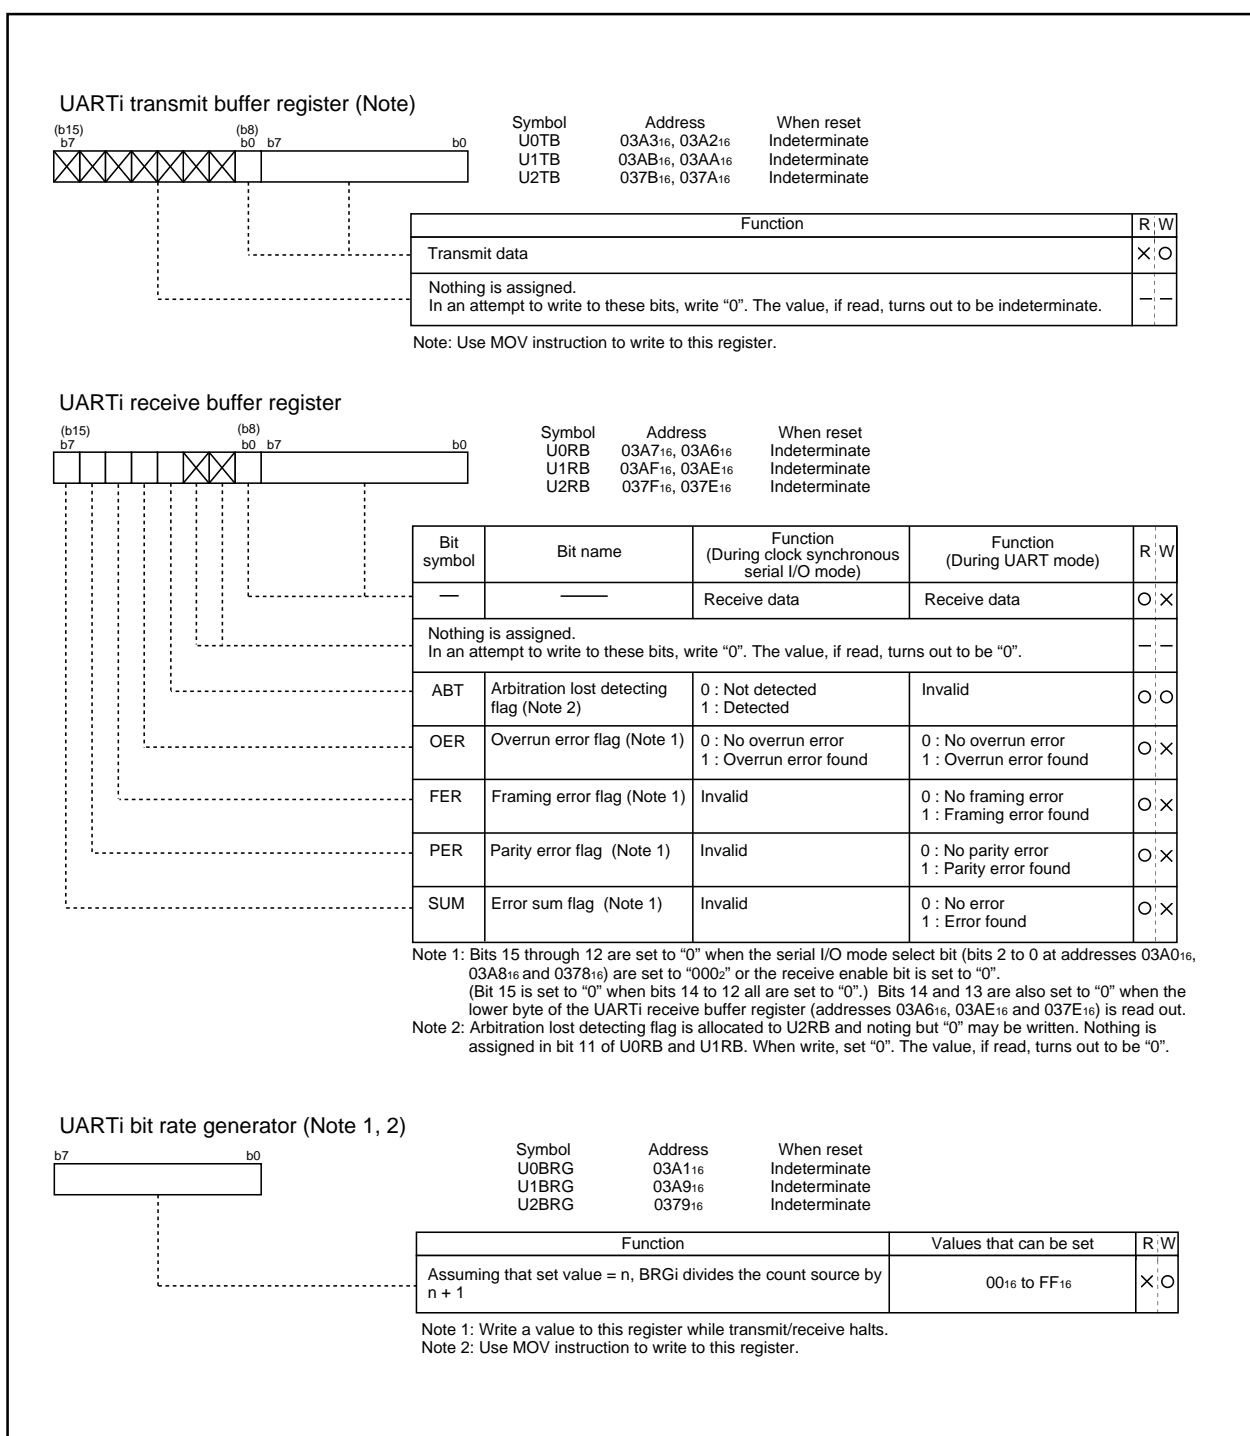 UARTi transmit buffer register (Note)
(b15) (b8)
b7 b0 b7 b0
Symbol Address When reset
U0TB 03A316, 03A216 Indeterminate
U1TB 03AB16, 03AA16 Indeterminate
U2TB 037B16, 037A16 Indeterminate
Function R W
Transmit data
Nothing is assigned.
In an attempt to write to these bits, write “0”. The value, if read, turns out to be indeterminate.
Note: Use MOV instruction to write to this register.
UARTi receive buffer register
(b15) (b8)
b7 b0 b7 b0
Symbol Address When reset
U0RB 03A716, 03A616 Indeterminate
U1RB 03AF16, 03AE16 Indeterminate
U2RB 037F16, 037E16 Indeterminate
Bit symbol Bit name Function (During clock synchronous serial I/O mode) Function (During UART mode) R W
Receive data Receive data
Nothing is assigned.
In an attempt to write to these bits, write “0”. The value, if read, turns out to be “0”.
ABT Arbitration lost detecting 0 : Not detected Invalid
flag (Note 2) 1 : Detected
OER Overrun error flag (Note 1) 0 : No overrun error 0 : No overrun error
1 : Overrun error found 1 : Overrun error found
FER Framing error flag (Note 1) Invalid 0 : No framing error
1 : Framing error found
PER Parity error flag (Note 1) Invalid 0 : No parity error
1 : Parity error found
SUM Error sum flag (Note 1) Invalid 0 : No error
1 : Error found
Note 1: Bits 15 through 12 are set to “0” when the serial I/O mode select bit (bits 2 to 0 at addresses 03A016,
03A816 and 037816) are set to “0002” or the receive enable bit is set to “0”.
(Bit 15 is set to “0” when bits 14 to 12 all are set to “0”.) Bits 14 and 13 are also set to “0” when the
lower byte of the UARTi receive buffer register (addresses 03A616, 03AE16 and 037E16) is read out.
Note 2: Arbitration lost detecting flag is allocated to U2RB and noting but “0” may be written. Nothing is
assigned in bit 11 of U0RB and U1RB. When write, set “0”. The value, if read, turns out to be “0”.
UARTi bit rate generator (Note 1, 2)
b7 b0
Symbol Address When reset
U0BRG 03A116 Indeterminate
U1BRG 03A916 Indeterminate
U2BRG 037916 Indeterminate
Function Values that can be set R W
Assuming that set value = n, BRGi divides the count source by 0016 to FF16
n + 1
Note 1: Write a value to this register while transmit/receive halts.
Note 2: Use MOV instruction to write to this register.